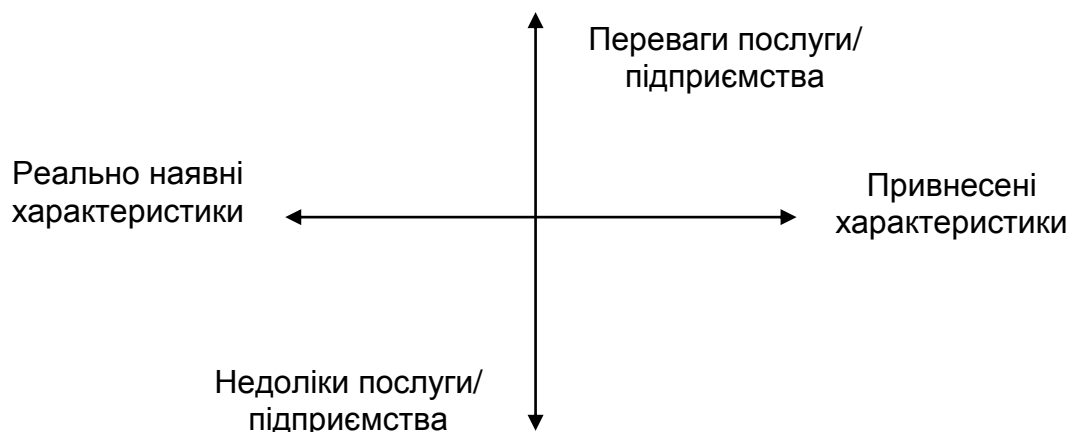 Переваги послуги/
підприємства
Реально наявні
характеристики
Привнесені
характеристики
Недоліки послуги/
підприємства